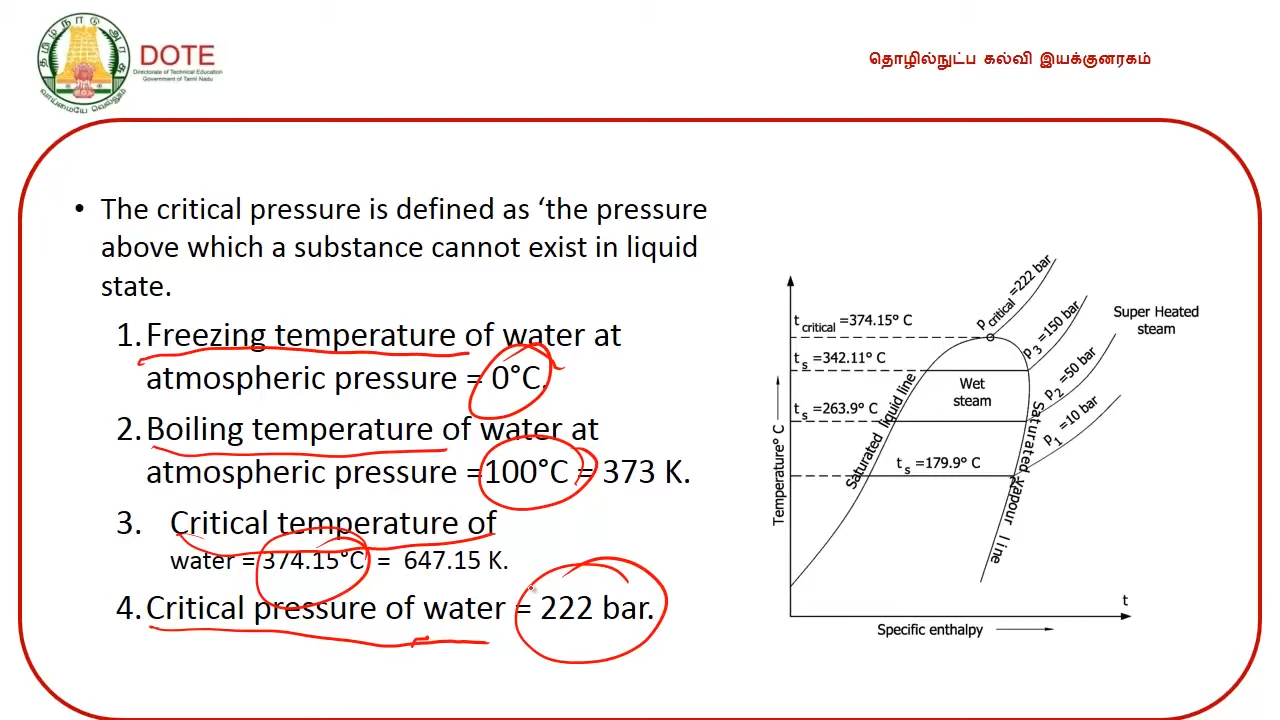 தமிழ்நாடு அரசு
வாய்மையே வெல்லும்
DOTE
Directorate of Technical Education
Government of Tamil Nadu
தொழில்நுட்ப கல்வி இயக்குனரகம்
• The critical pressure is defined as ‘the pressure
above which a substance cannot exist in liquid
state.
1. Freezing temperature of water at
atmospheric pressure = 0°C.
2. Boiling temperature of water at
atmospheric pressure =100°C = 373 K.
3. Critical temperature of
water = 374.15°C = 647.15 K.
4. Critical pressure of water = 222 bar.
t critical =374.15° C
t s =342.11° C
t s =263.9° C
t s =179.9° C
Temperature° C
Saturated liquid line
Wet
steam
Saturated vapour line
2
P critical =222 bar
p3 =150 bar
p2 =50 bar
p1 =10 bar
Super Heated
steam
t
Specific enthalpy